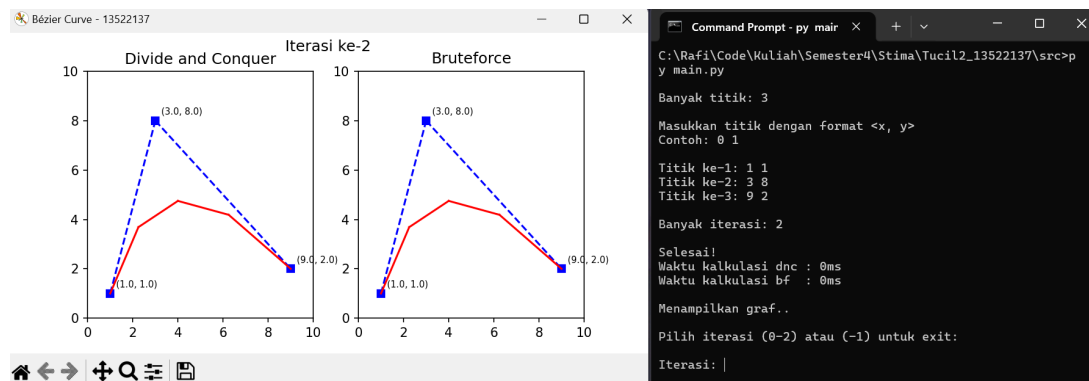 Bézier Curve - 13522137
Iterasi ke-2
Divide and Conquer
Bruteforce
10
8
6
4
2
0
0 2 4 6 8 10
(3.0, 8.0)
(9.0, 2.0)
(1.0, 1.0)
10
8
6
4
2
0
0 2 4 6 8 10
(3.0, 8.0)
(9.0, 2.0)
(1.0, 1.0)
Command Prompt - py main
C:\Rafi\Code\Kuliah\Semester4\Stima\Tucil2_13522137\src>p
y main.py
Banyak titik: 3
Masukkan titik dengan format <x, y>
Contoh: 0 1
Titik ke-1: 1 1
Titik ke-2: 3 8
Titik ke-3: 9 2
Banyak iterasi: 2
Selesai!
Waktu kalkulasi dnc : 0ms
Waktu kalkulasi bf  : 0ms
Menampilkan graf..
Pilih iterasi (0-2) atau (-1) untuk exit:
Iterasi: